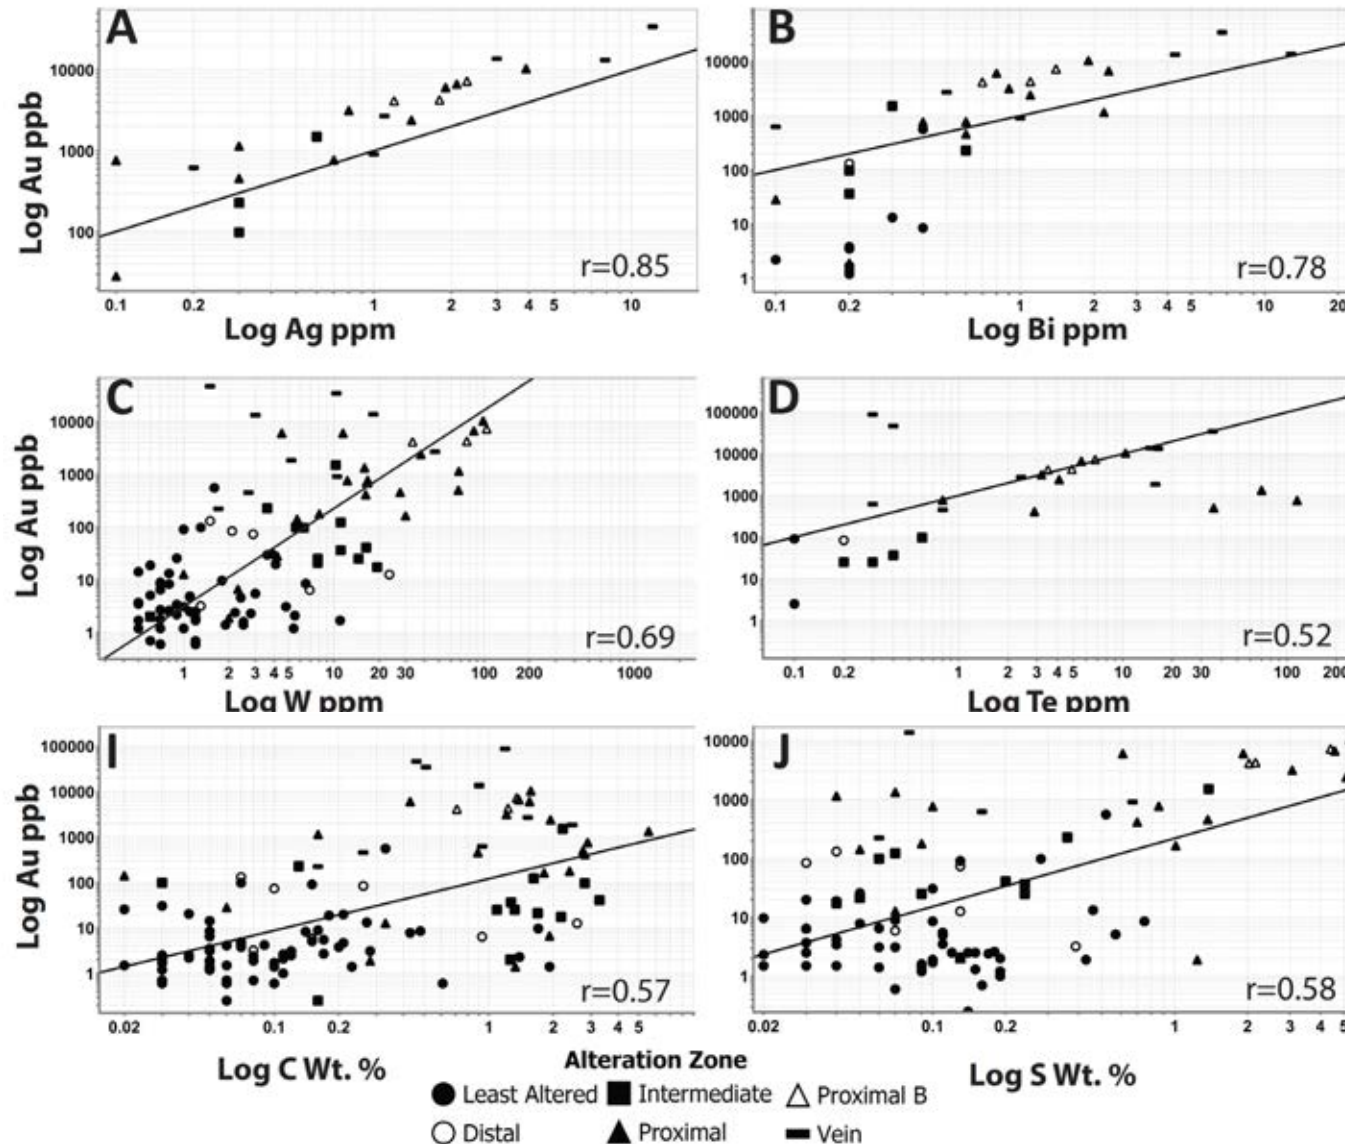 A
Log Au ppb
10000
1000
100
0.1 0.2 1 2 3 4 5 10
r=0.85
Log Ag ppm
B
10000
1000
100
10
1
0.1 0.2 1 2 3 4 5 10 20
r=0.78
Log Bi ppm
C
Log Au ppb
10000
1000
100
10
1
1 2 3 4 5 10 20 30 100 200 1000
r=0.69
Log W ppm
D
100000
10000
1000
100
10
1
0.1 0.2 1 2 3 4 5 10 20 30 100 200
r=0.52
Log Te ppm
I
Log Au ppb
100000
10000
1000
100
10
1
0.02 0.1 0.2 1 2 3 4 5
r=0.57
Log C Wt. %
J
10000
1000
100
10
1
0.02 0.1 0.2 1 2 3 4 5
r=0.58
Log S Wt. %
Alteration Zone
Least Altered Intermediate Proximal B
Distal Proximal Vein